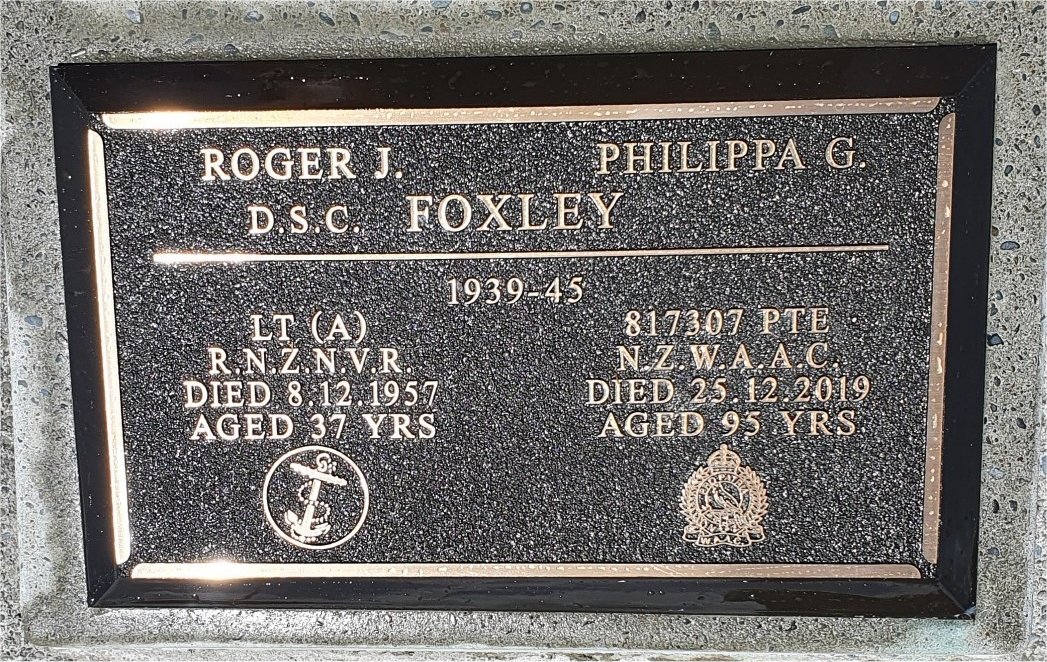 ROGER J. PHILIPPA G.
D.S.C. FOXLEY
1939-45
LT (A)
R.N.Z.N.V.R.
DIED 8.12.1957
AGED 37 YRS
817307 PTE
N.Z.W.A.A.C.
DIED 25.12.2019
AGED 95 YRS
W.A.A.C.